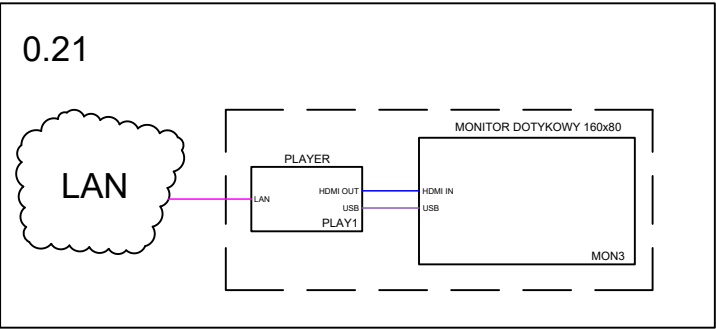 0.21
MONITOR DOTYKOWY 160x80
PLAYER
LAN
LAN
HDMI OUT
HDMI IN
USB
USB
PLAY1
MON3